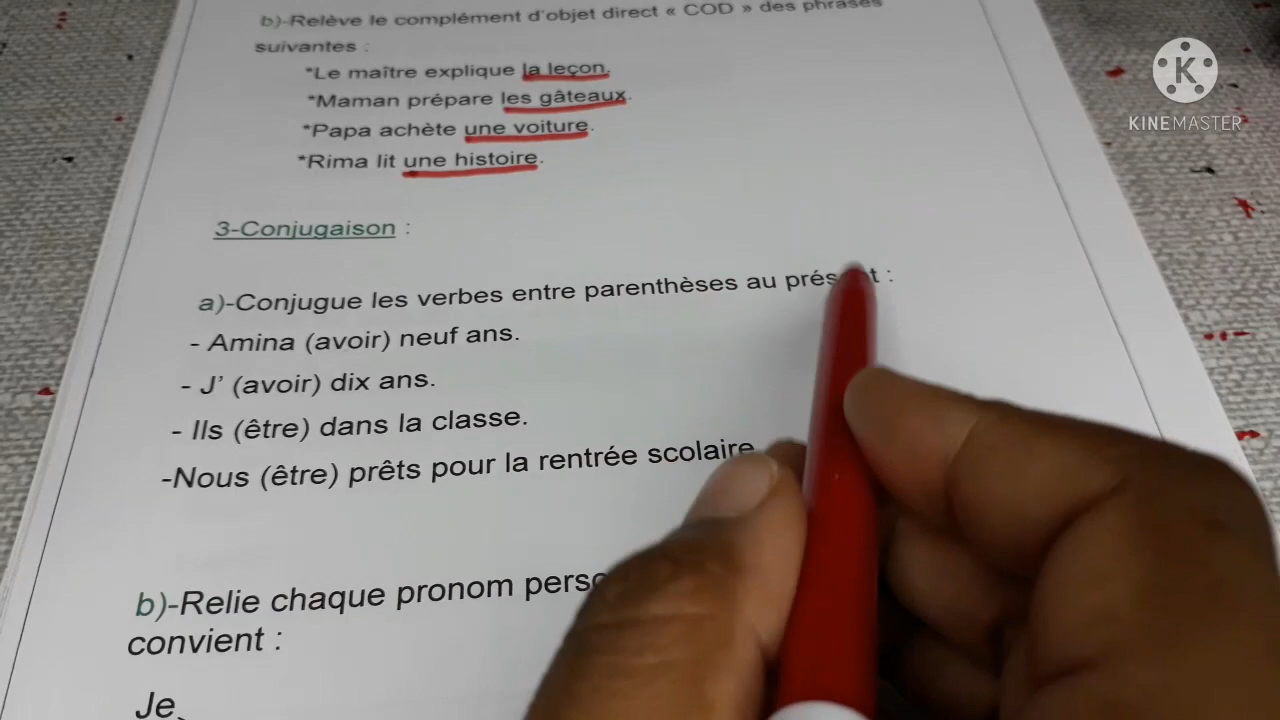 b)-Relève le complément d'objet direct « COD » des phrases
suivantes :
*Le maître explique la leçon.
*Maman prépare les gâteaux.
*Papa achète une voiture.
*Rima lit une histoire.
3-Conjugaison :
a)-Conjugue les verbes entre parenthèses au :
- Amina (avoir) neuf ans.
- J' (avoir) dix ans.
- Ils (être) dans la classe.
-Nous (être) prêts pour la rentrée scolaire
b)-Relie chaque pronom
convient :
Je
KINEMASTER